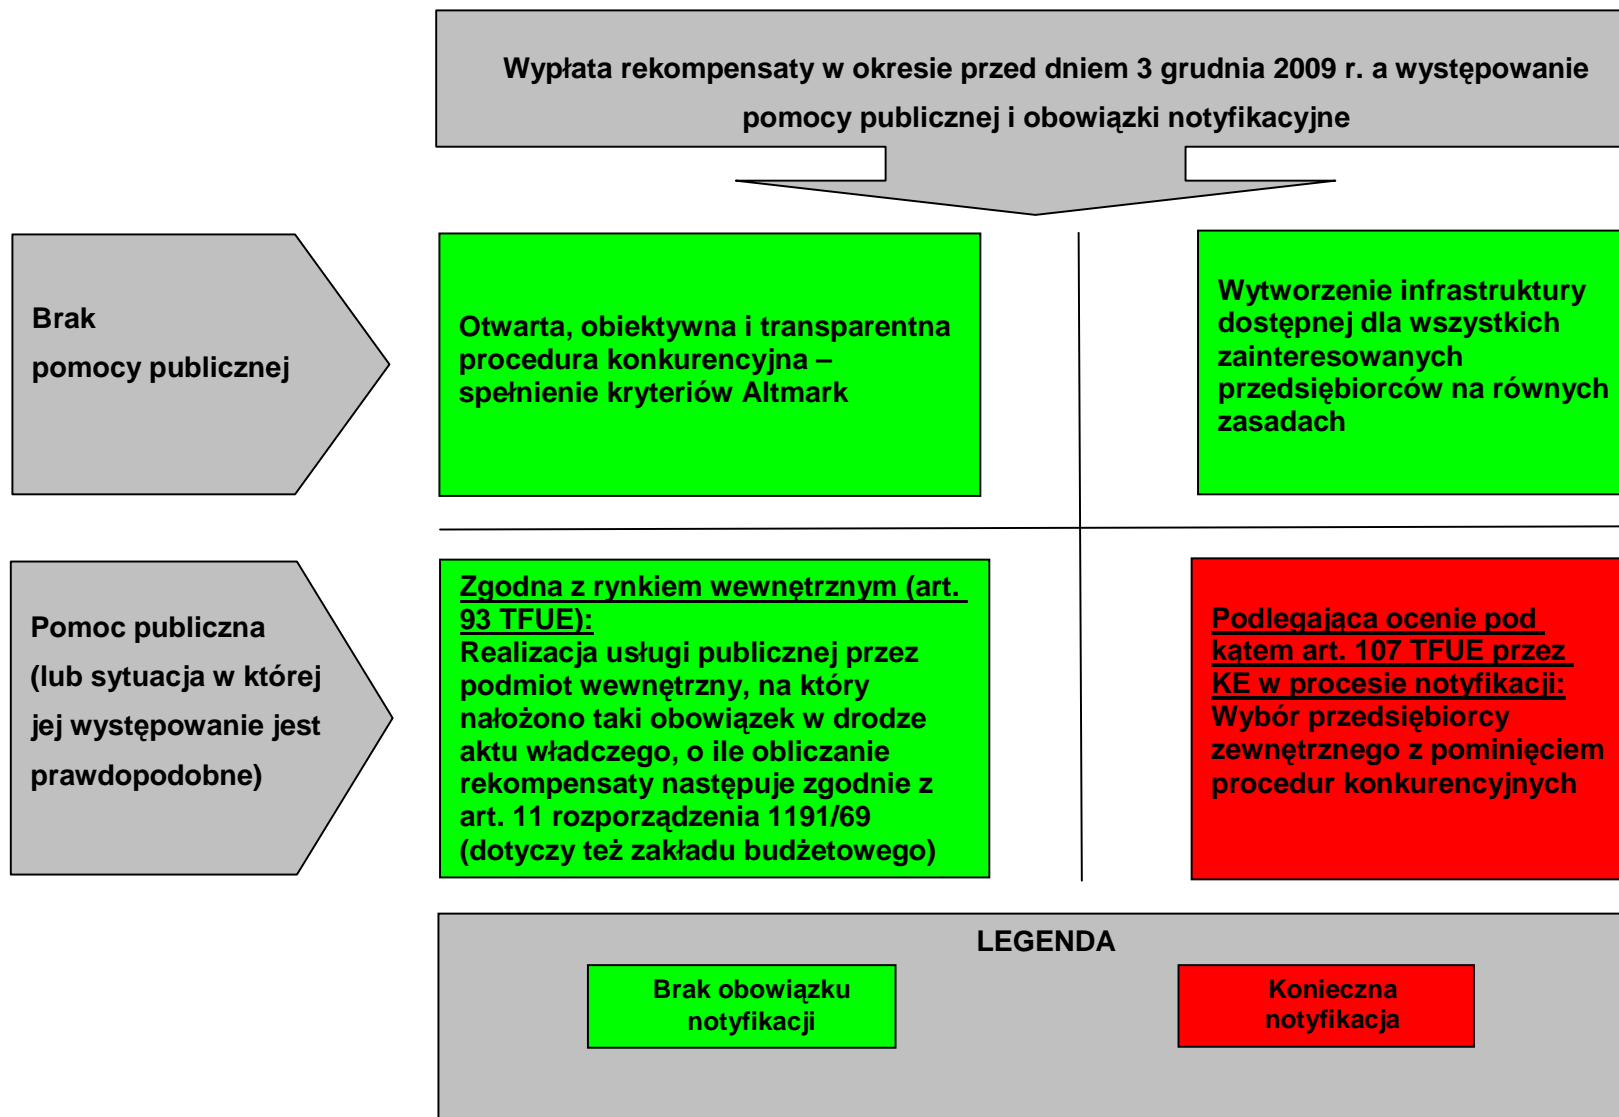 Wypłata rekompensaty w okresie przed dniem 3 grudnia 2009 r. a występowanie
pomocy publicznej i obowiązki notyfikacyjne
Brak
pomocy publicznej
Otwarta, obiektywna i transparentna
procedura konkurencyjna –
spełnienie kryteriów Altmark
Wytworzenie infrastruktury
dostępnej dla wszystkich
zainteresowanych
przedsiębiorców na równych
zasadach
Pomoc publiczna
(lub sytuacja w której
jej występowanie jest
prawdopodobne)
Zgodna z rynkiem wewnętrznym (art.
93 TFUE):
Realizacja usługi publicznej przez
podmiot wewnętrzny, na który
nałożono taki obowiązek w drodze
aktu władczego, o ile obliczanie
rekompensaty następuje zgodnie z
art. 11 rozporządzenia 1191/69
(dotyczy też zakładu budżetowego)
Podlegająca ocenie pod
kątem art. 107 TFUE przez
KE w procesie notyfikacji:
Wybór przedsiębiorcy
zewnętrznego z pominięciem
procedur konkurencyjnych
LEGENDA
Brak obowiązku
notyfikacji
Konieczna
notyfikacja